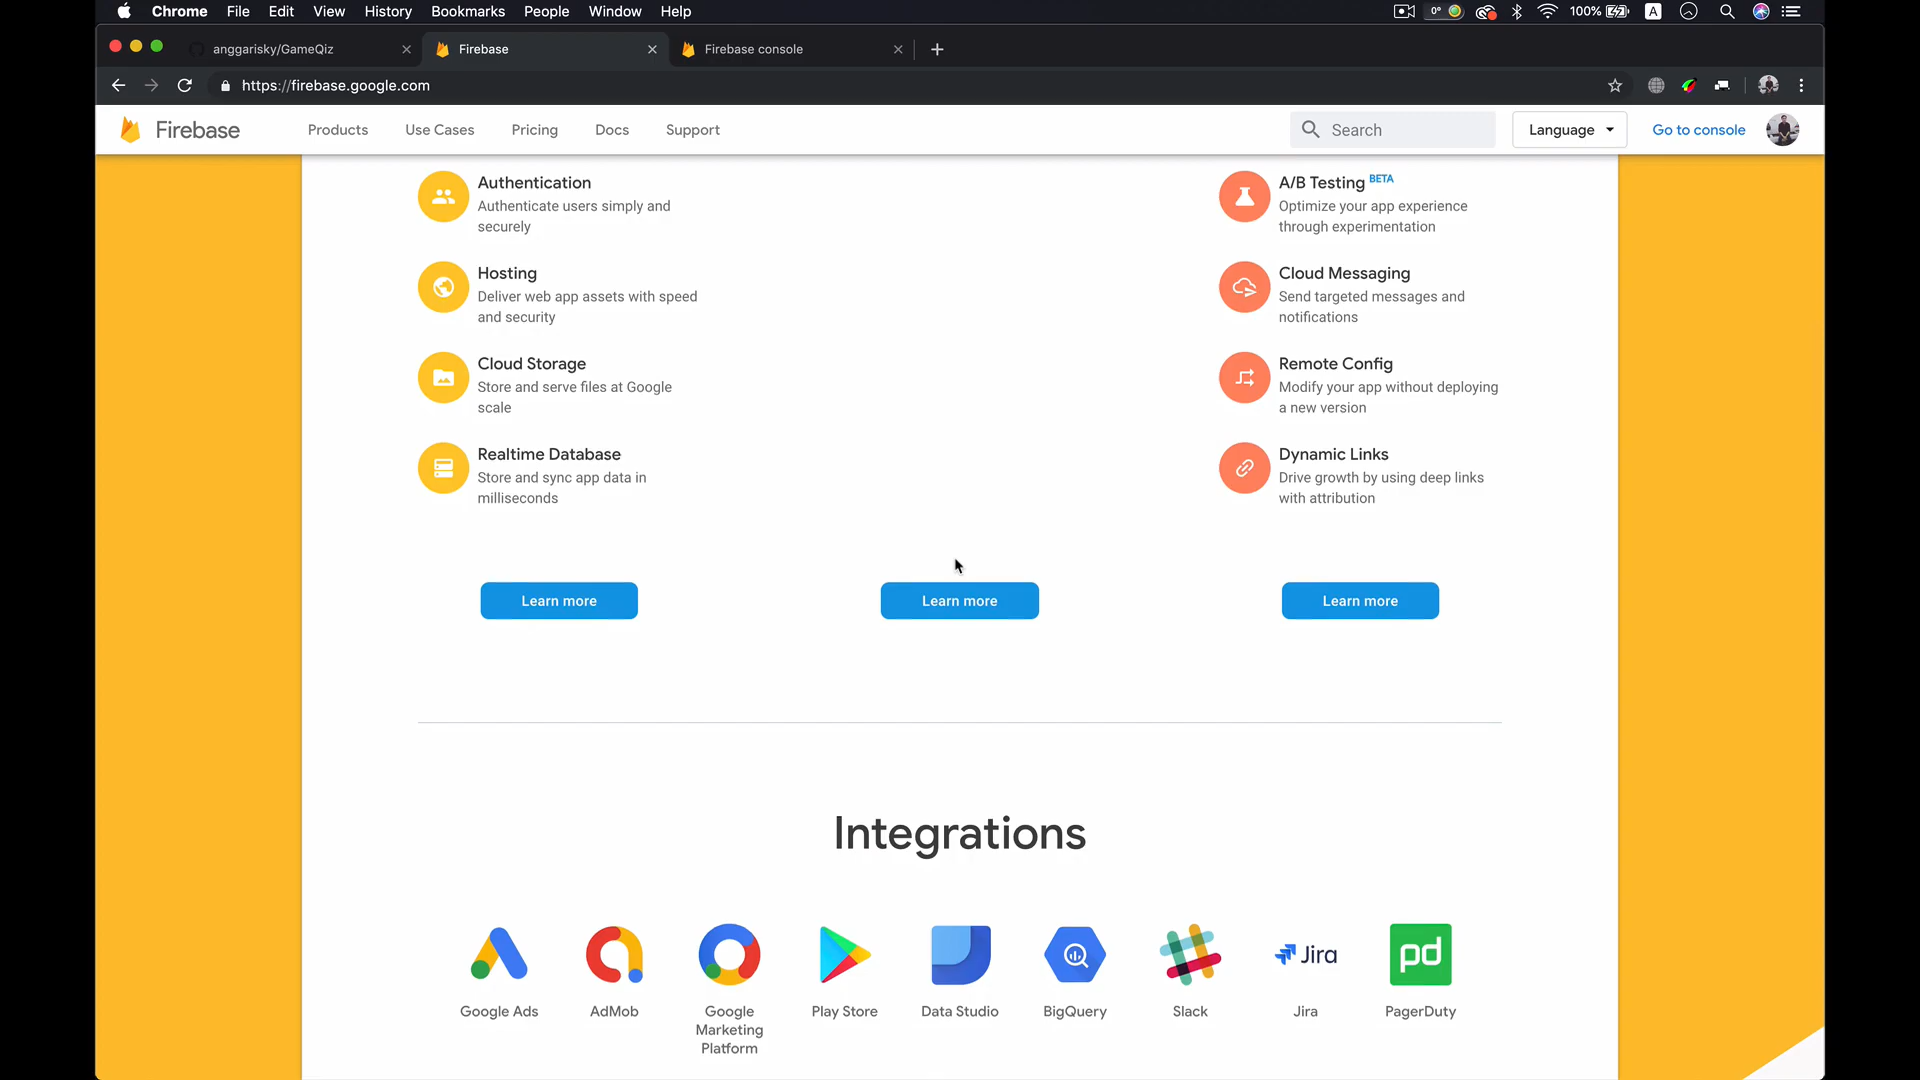 Chrome File Edit View History Bookmarks People Window Help
0° 100% A
anggarisky/GameQiz
Firebase
Firebase console
https://firebase.google.com
Firebase
Products
Use Cases
Pricing
Docs
Support
Search
Language
Go to console
Authentication
Authenticate users simply and
securely
Hosting
Deliver web app assets with speed
and security
Cloud Storage
Store and serve files at Google
scale
Realtime Database
Store and sync app data in
milliseconds
A/B Testing BETA
Optimize your app experience
through experimentation
Cloud Messaging
Send targeted messages and
notifications
Remote Config
Modify your app without deploying
a new version
Dynamic Links
Drive growth by using deep links
with attribution
Learn more
Learn more
Learn more
Integrations
Jira
pd
Google Ads
AdMob
Google
Marketing
Platform
Play Store
Data Studio
BigQuery
Slack
Jira
PagerDuty